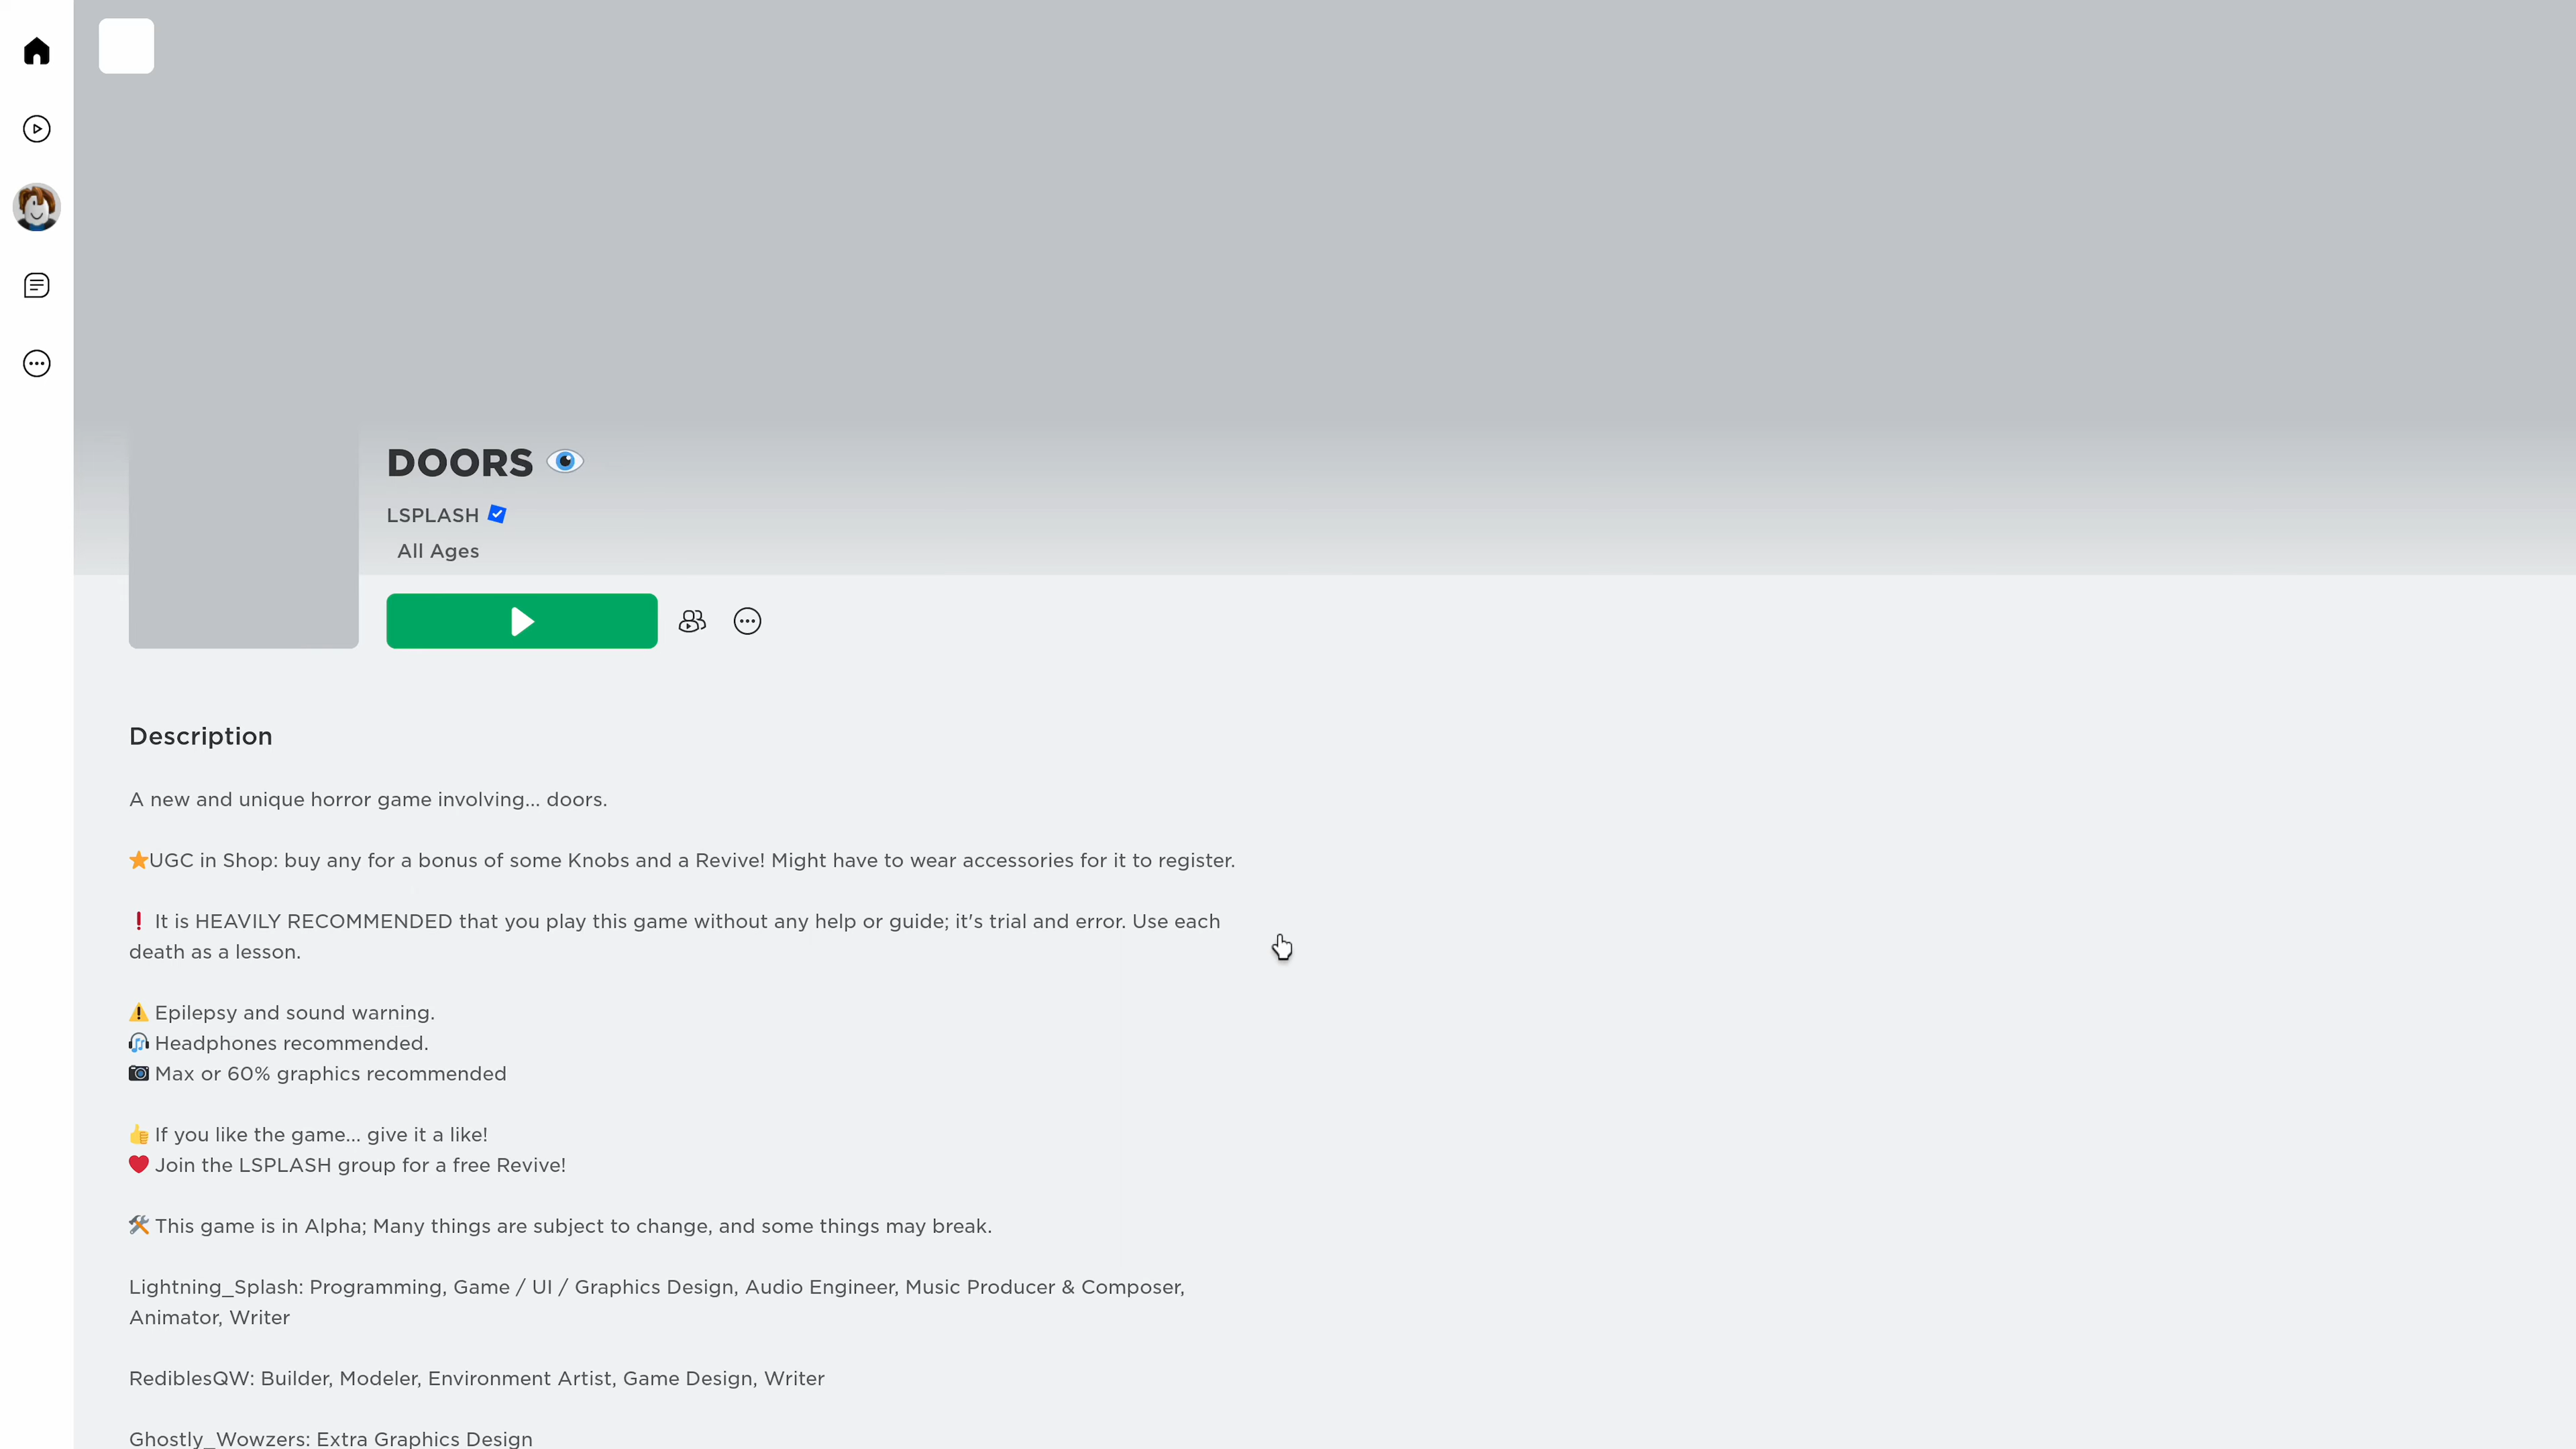 DOORS 👁️
LSPLASH
All Ages
Description
A new and unique horror game involving... doors.
⭐UGC in Shop: buy any for a bonus of some Knobs and a Revive! Might have to wear accessories for it to register.
❗ It is HEAVILY RECOMMENDED that you play this game without any help or guide; it's trial and error. Use each
death as a lesson.
⚠️ Epilepsy and sound warning.
🎧 Headphones recommended.
📷 Max or 60% graphics recommended
👍 If you like the game... give it a like!
❤️ Join the LSPLASH group for a free Revive!
🛠️ This game is in Alpha; Many things are subject to change, and some things may break.
Lightning_Splash: Programming, Game / UI / Graphics Design, Audio Engineer, Music Producer & Composer,
Animator, Writer
RediblesQW: Builder, Modeler, Environment Artist, Game Design, Writer
Ghostly_Wowzers: Extra Graphics Design